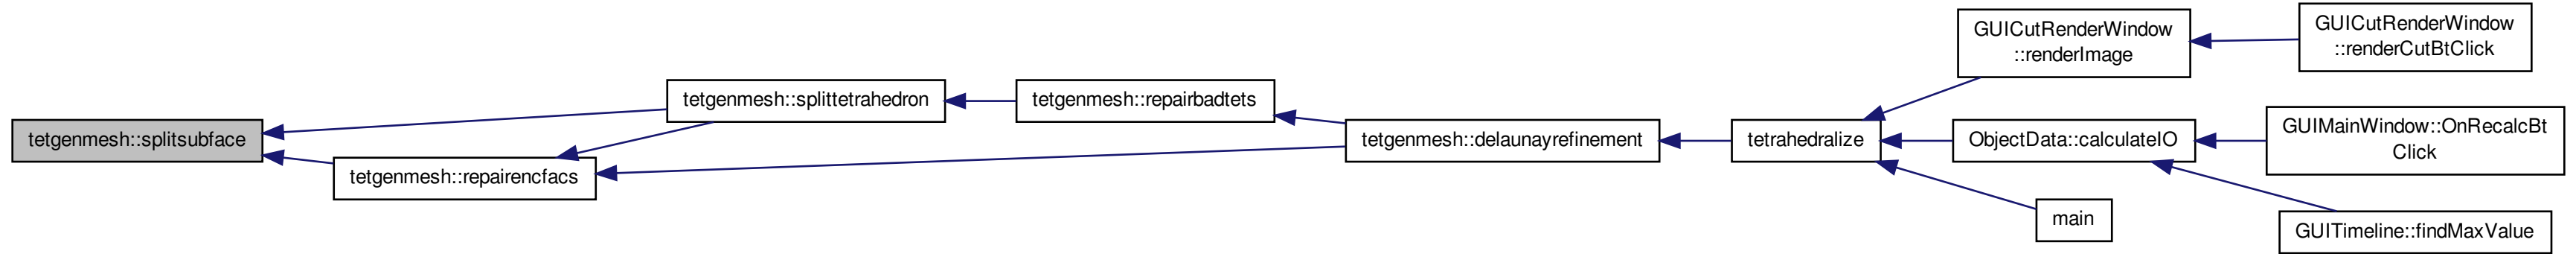 tetgenmesh::splitsubface
tetgenmesh::splittetrahedron
tetgenmesh::repairencfacs
tetgenmesh::repairbadtets
tetgenmesh::delaunayrefinement
tetrahedralize
GUICutRenderWindow
::renderImage
ObjectData::calculateIO
main
GUICutRenderWindow
::renderCutBtClick
GUIMainWindow::OnRecalcBt
Click
GUITimeline::findMaxValue